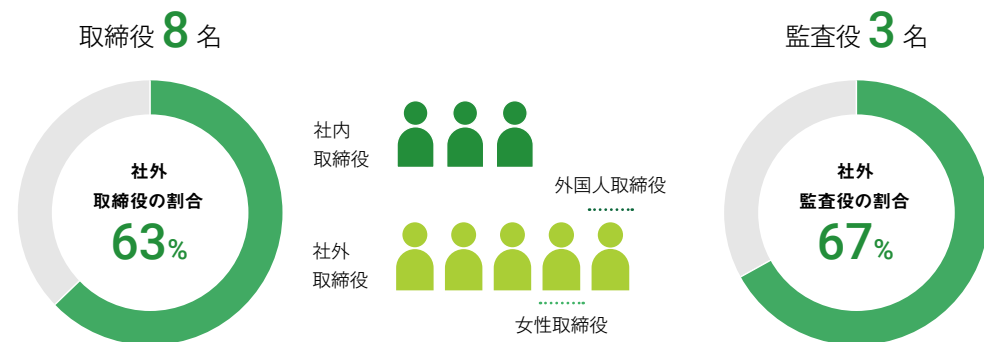 取締役 8 名
社外
取締役の割合
63%
社内
取締役
外国人取締役
社外
取締役
女性取締役
監査役 3 名
社外
監査役の割合
67%